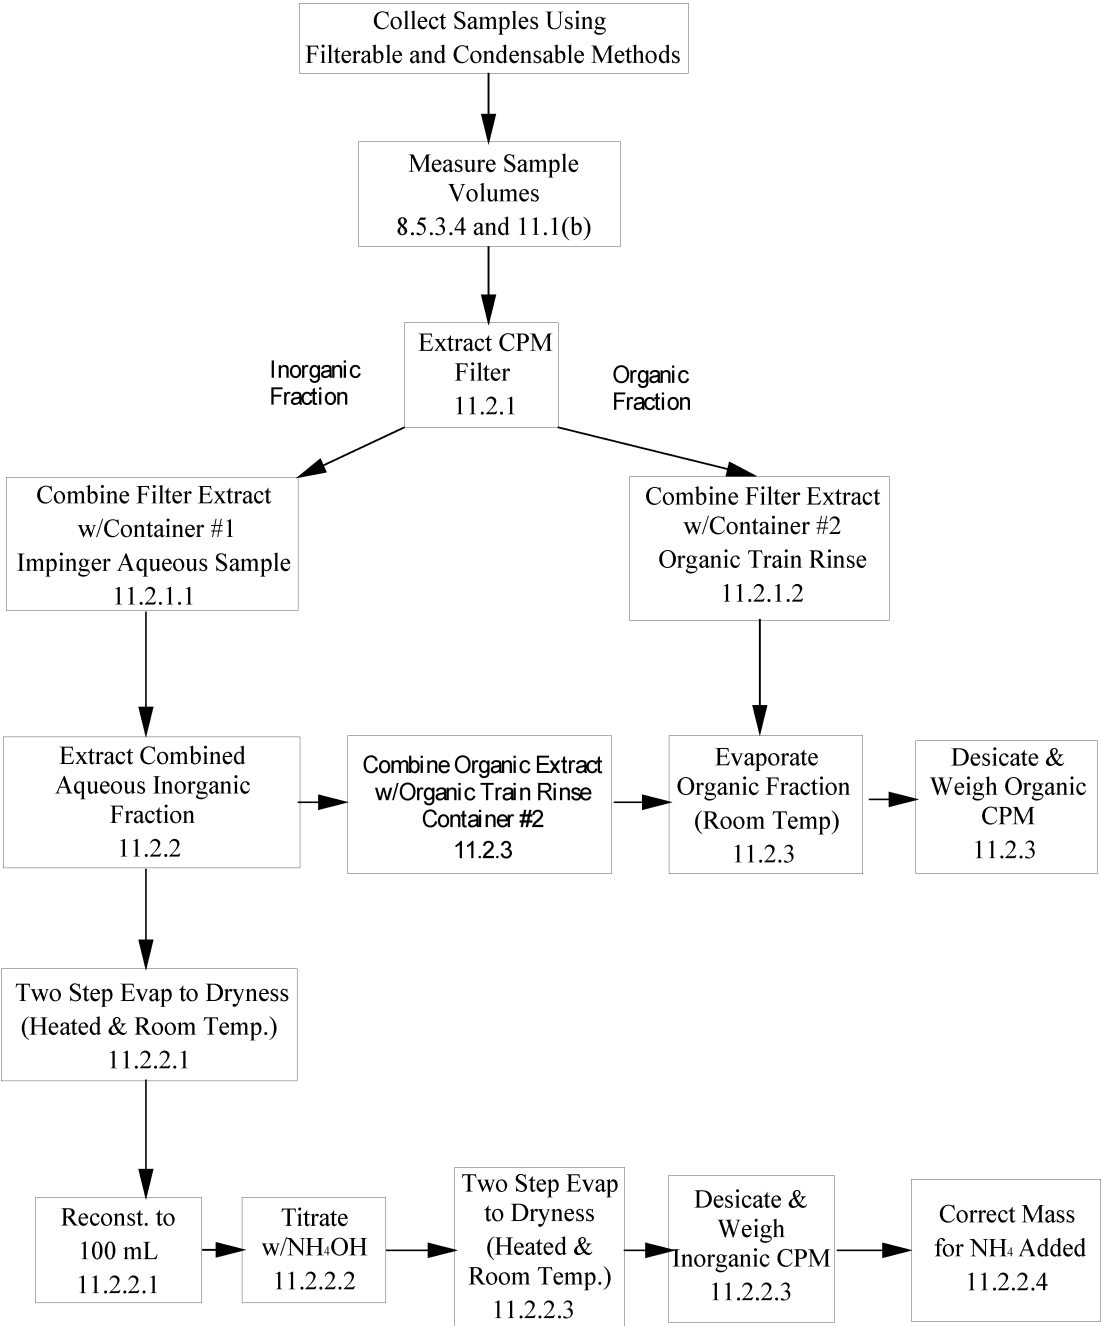 Collect Samples Using
Filterable and Condensable Methods
Measure Sample
Volumes
8.5.3.4 and 11.1(b)
Extract CPM
Filter
11.2.1
Inorganic
Fraction
Organic
Fraction
Combine Filter Extract
w/Container #1
Impinger Aqueous Sample
11.2.1.1
Combine Filter Extract
w/Container #2
Organic Train Rinse
11.2.1.2
Extract Combined
Aqueous Inorganic
Fraction
11.2.2
Combine Organic Extract
w/Organic Train Rinse
Container #2
11.2.3
Evaporate
Organic Fraction
(Room Temp)
11.2.3
Desicate &
Weigh Organic
CPM
11.2.3
Two Step Evap to Dryness
(Heated & Room Temp.)
11.2.2.1
Reconst. to
100 mL
11.2.2.1
Titrate
w/NH4OH
11.2.2.2
Two Step Evap
to Dryness
(Heated &
Room Temp.)
11.2.2.3
Desicate &
Weigh
Inorganic CPM
11.2.2.3
Correct Mass
for NH4 Added
11.2.2.4